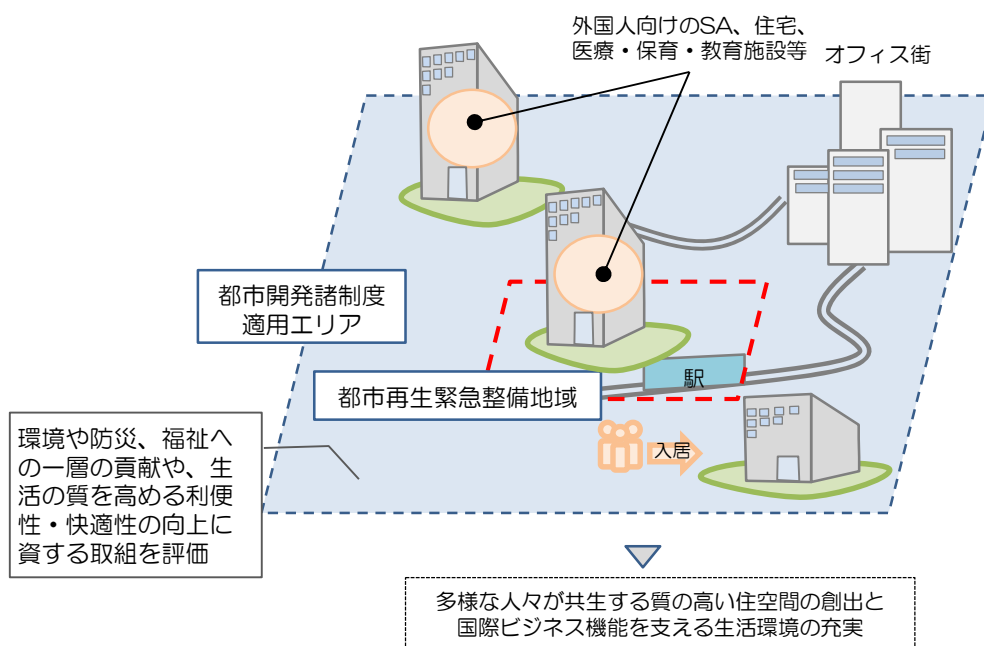 外国人向けのSA、住宅、
医療・保育・教育施設等
オフィス街
都市開発諸制度
適用エリア
都市再生緊急整備地域
駅
入居
環境や防災、福祉へ
の一層の貢献や、生
活の質を高める利便
性・快適性の向上に
資する取組を評価
多様な人々が共生する質の高い住空間の創出と
国際ビジネス機能を支える生活環境の充実